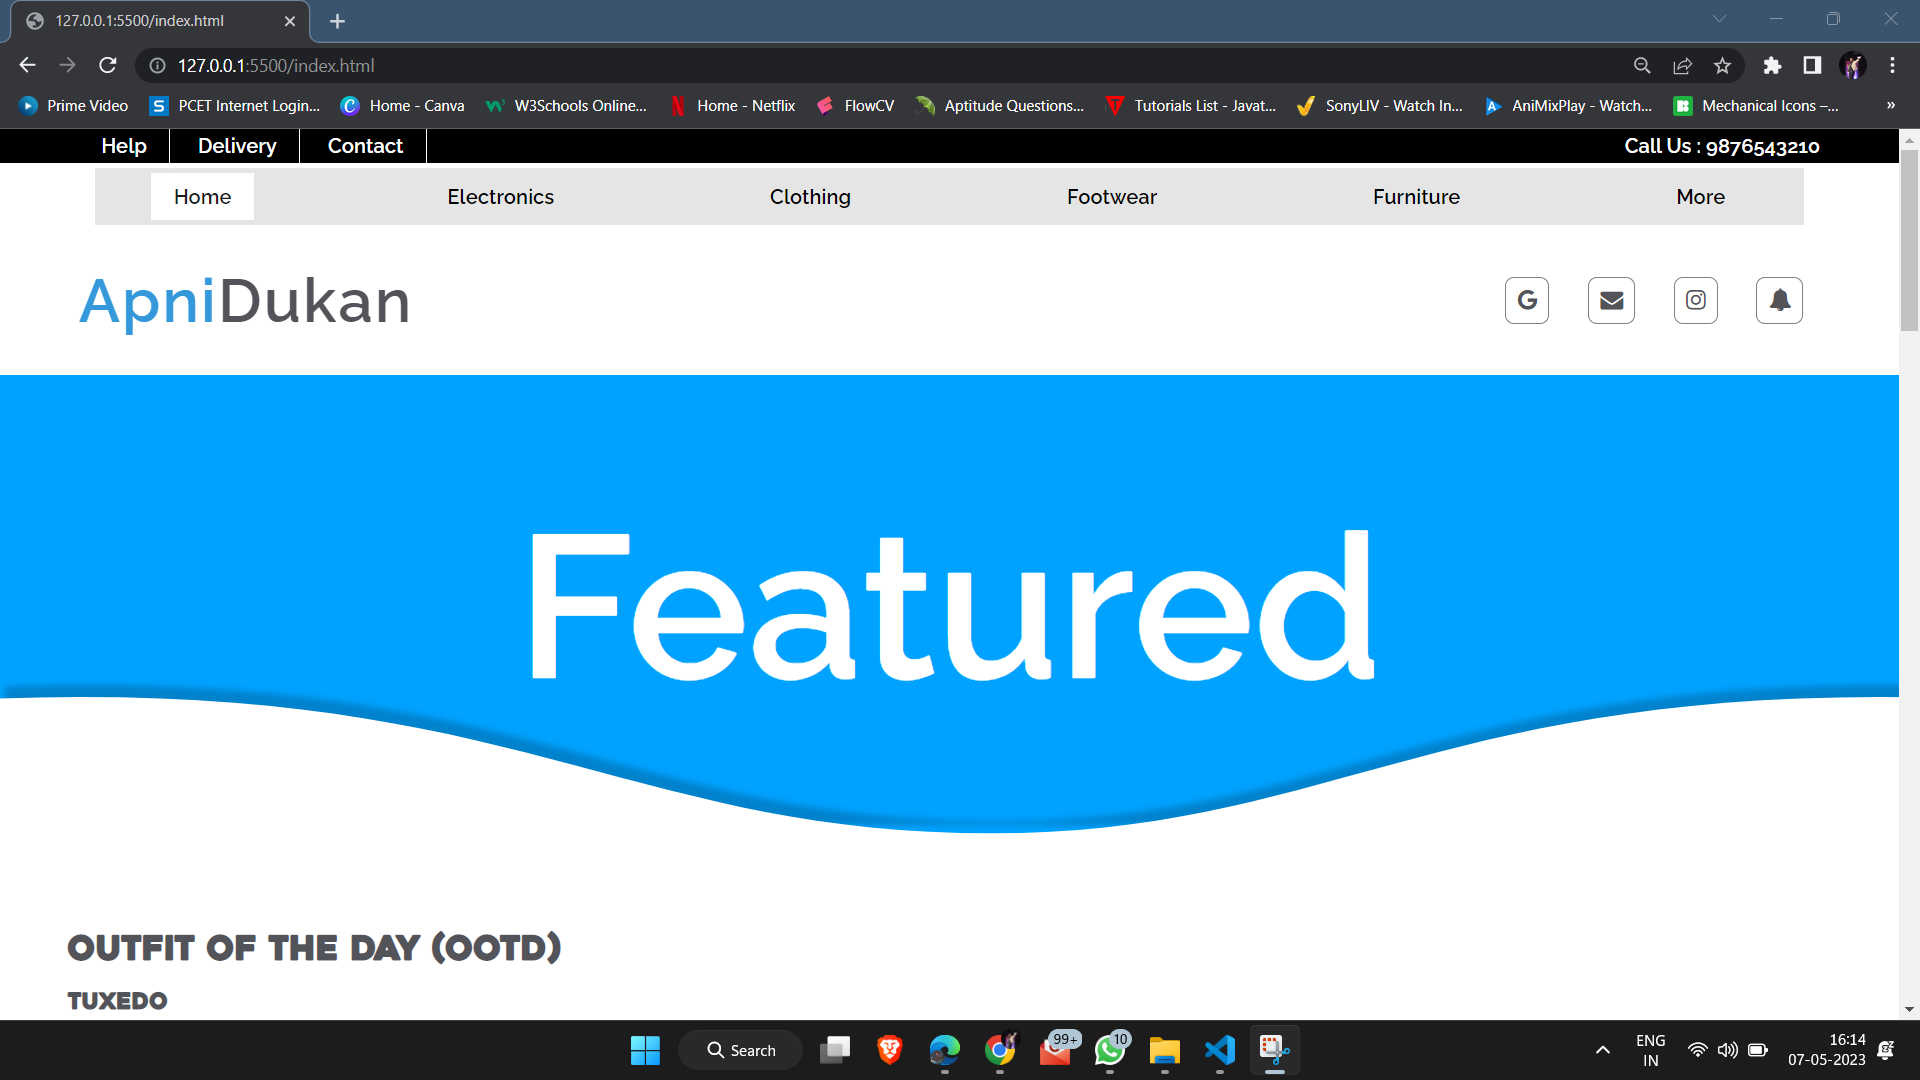 127.0.0.1:5500/index.html
127.0.0.1:5500/index.html
Prime Video PCET Internet Login... Home - Canva W3Schools Online... Home - Netflix FlowCV Aptitude Questions... Tutorials List - Javat... SonyLIV - Watch In... AniMixPlay - Watch... Mechanical Icons –... »
Help Delivery Contact Call Us : 9876543210
Home Electronics Clothing Footwear Furniture More
ApniDukan
Featured
OUTFIT OF THE DAY (OOTD)
TUXEDO
Search 99+ 10 ENG IN 16:14 07-05-2023